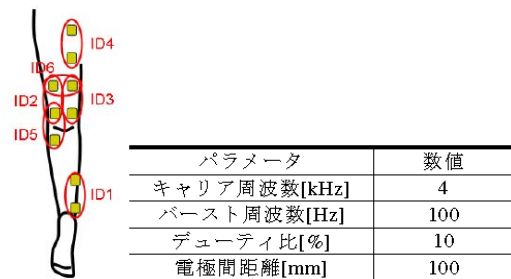 ID4
ID6
ID2
ID3
ID5
ID1
パラメータ 数値
キャリア周波数[kHz] 4
バースト周波数[Hz] 100
デューティ比[%] 10
電極間距離[mm] 100